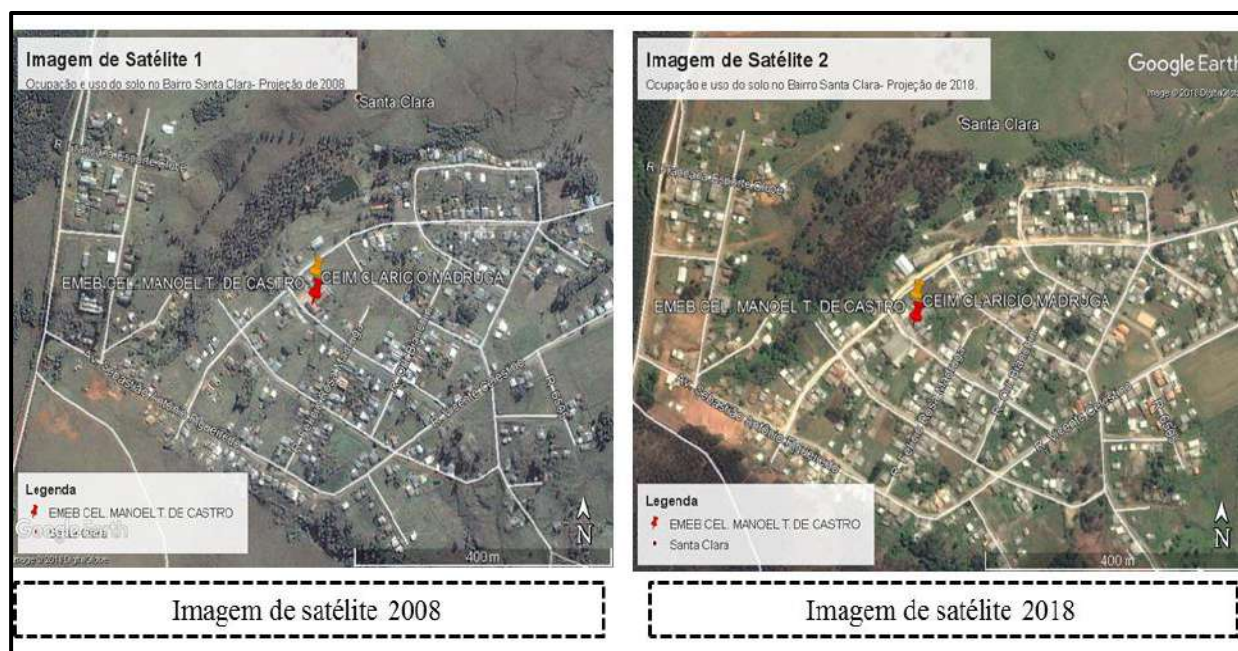 Imagem de Satélite 1
Ocupação e uso do solo no Bairro Santa Clara- Projeção de 2008
Santa Clara
EMEB CEL. MANOEL T. DE CASTRO
CEIM CLARICIO MADRUGA
Legenda
EMEB CEL. MANOEL T. DE CASTRO
Santa Clara
Google Earth
400 m
N
Imagem de satélite 2008
Imagem de Satélite 2
Ocupação e uso do solo no Bairro Santa Clara- Projeção de 2018.
Google Earth
Santa Clara
EMEB CEL. MANOEL T. DE CASTRO
CEIM CLARICIO MADRUGA
Legenda
EMEB CEL. MANOEL T. DE CASTRO
Santa Clara
400 m
N
Imagem de satélite 2018